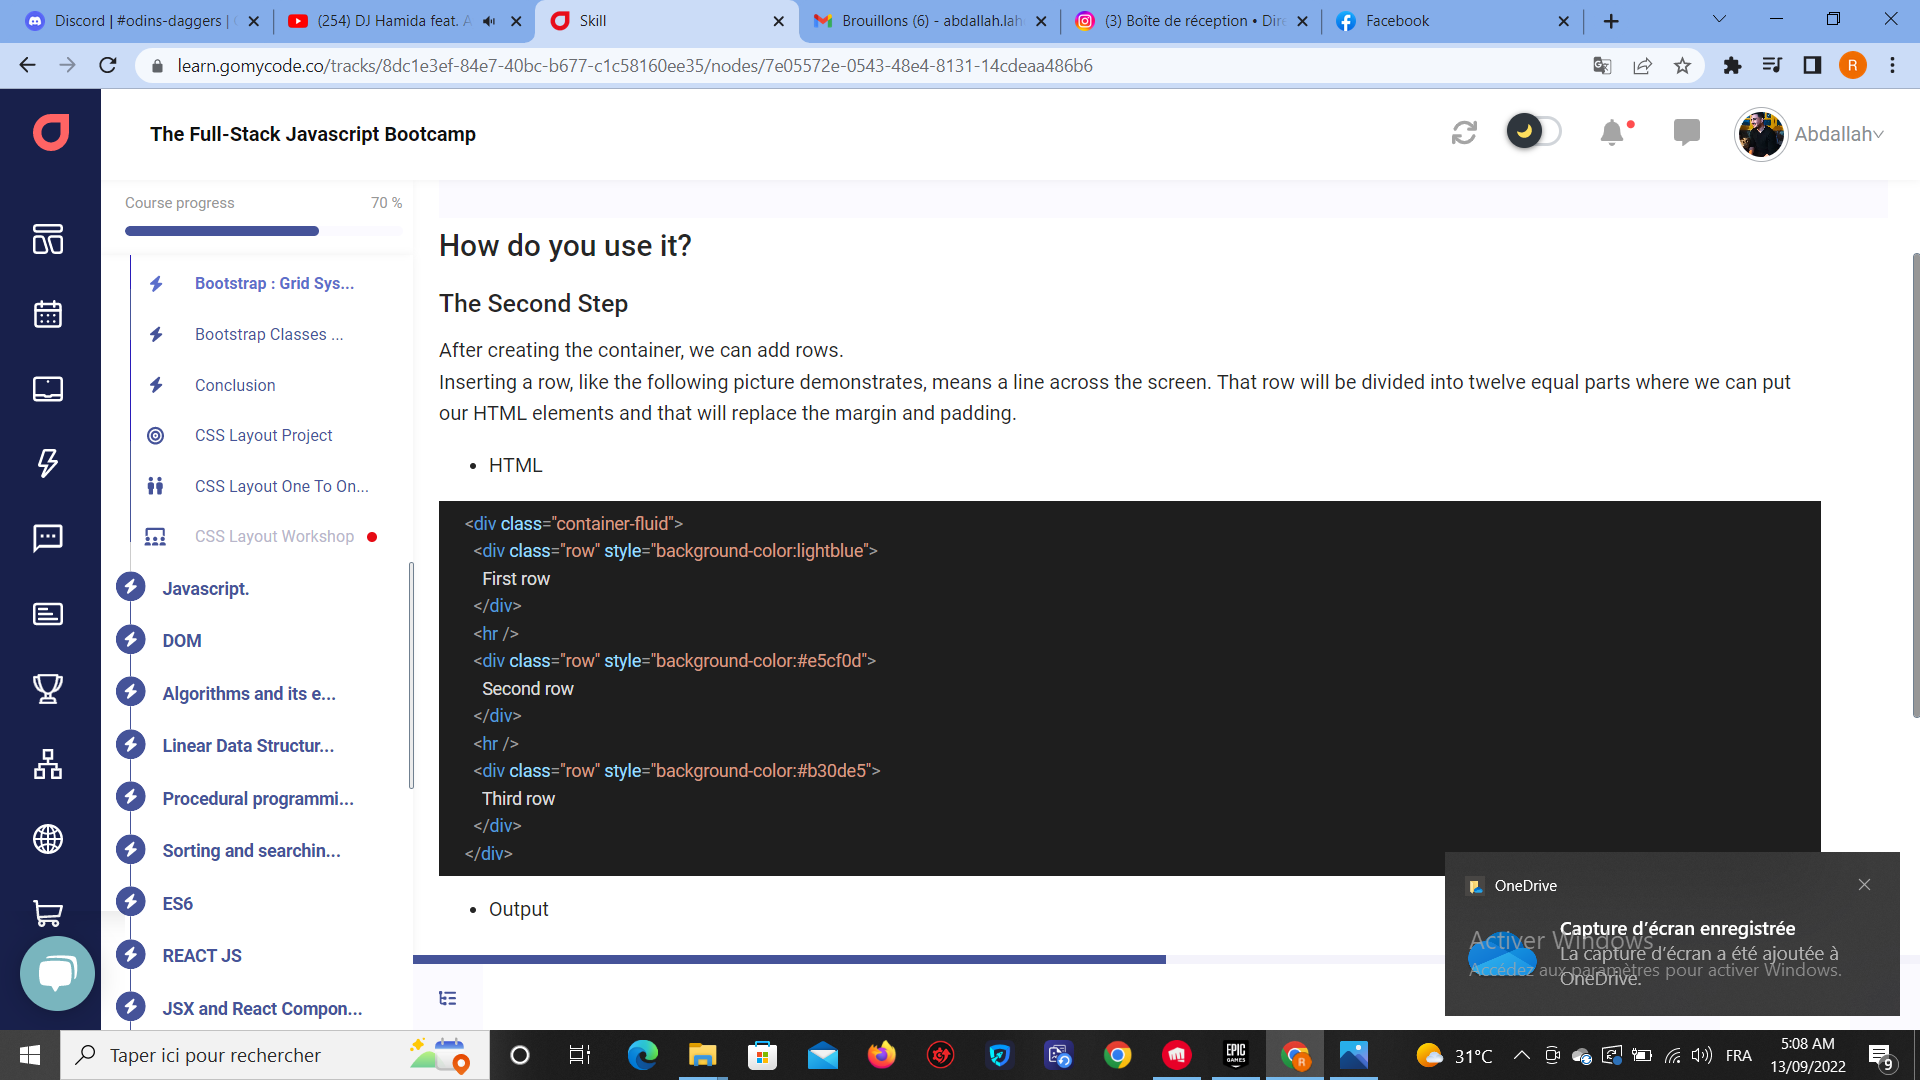 Discord | #odins-daggers |
(254) DJ Hamida feat. A
Skill
Brouillons (6) - abdallah.lah
(3) Boîte de réception • Dire
Facebook
learn.gomycode.co/tracks/8dc1e3ef-84e7-40bc-b677-c1c58160ee35/nodes/7e05572e-0543-48e4-8131-14cdeaa486b6
R
The Full-Stack Javascript Bootcamp
Abdallah
Course progress 70 %
Bootstrap : Grid Sys...
Bootstrap Classes ...
Conclusion
CSS Layout Project
CSS Layout One To On...
CSS Layout Workshop
Javascript.
DOM
Algorithms and its e...
Linear Data Structur...
Procedural programmi...
Sorting and searchin...
ES6
REACT JS
JSX and React Compon...
How do you use it?
The Second Step
After creating the container, we can add rows.
Inserting a row, like the following picture demonstrates, means a line across the screen. That row will be divided into twelve equal parts where we can put
our HTML elements and that will replace the margin and padding.
• HTML
<div class="container-fluid">
<div class="row" style="background-color:lightblue">
First row
</div>
<hr />
<div class="row" style="background-color:#e5cf0d">
Second row
</div>
<hr />
<div class="row" style="background-color:#b30de5">
Third row
</div>
</div>
• Output
OneDrive
Capture d'écran enregistrée
La capture d'écran a été ajoutée à
OneDrive.
Activer Windows
Accédez aux paramètres pour activer Windows.
Taper ici pour rechercher
EPIC
GAMES
R
31°C
FRA
5:08 AM
13/09/2022
9